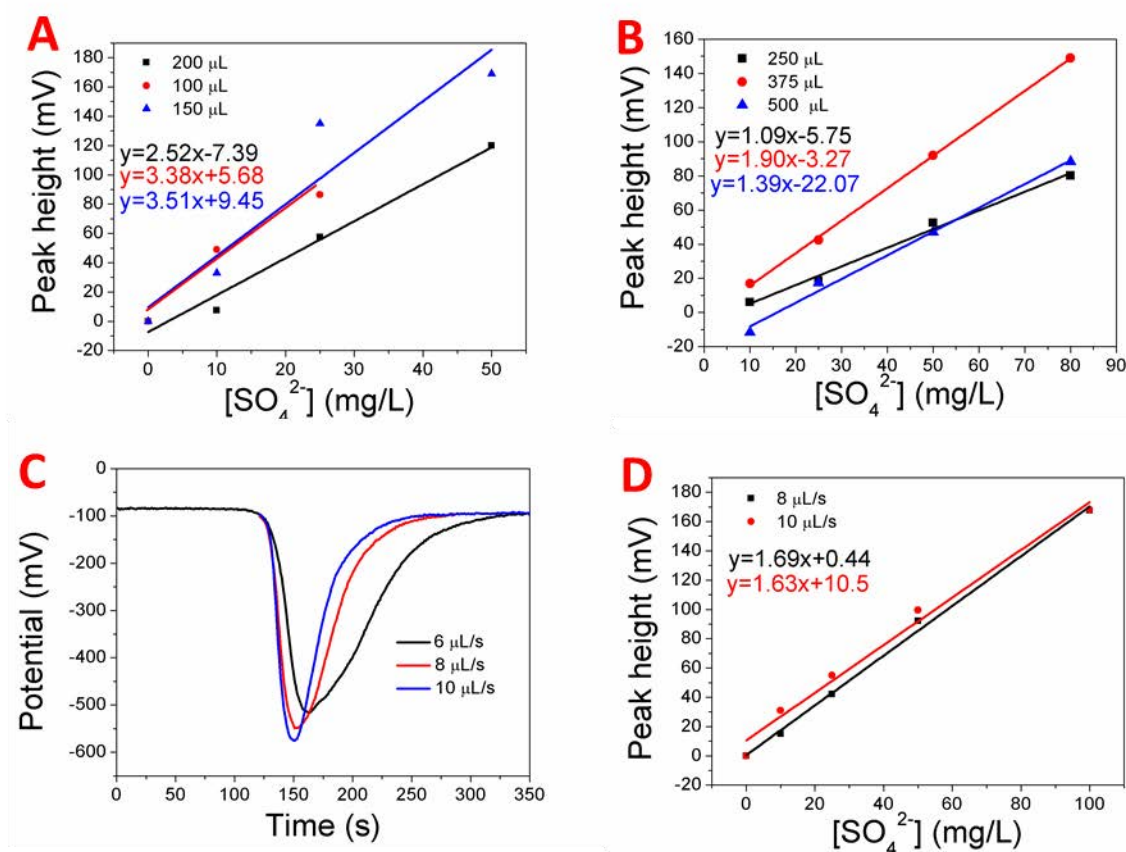 A
180
160
140
120
100
80
60
40
20
0
-20
Peak height (mV)
200 μL
100 μL
150 μL
y=2.52x-7.39
y=3.38x+5.68
y=3.51x+9.45
0 10 20 30 40 50
[SO₄²⁻] (mg/L)
B
160
140
120
100
80
60
40
20
0
-20
Peak height (mV)
250 μL
375 μL
500 μL
y=1.09x-5.75
y=1.90x-3.27
y=1.39x-22.07
0 10 20 30 40 50 60 70 80 90
[SO₄²⁻] (mg/L)
C
0
-100
-200
-300
-400
-500
-600
Potential (mV)
6 μL/s
8 μL/s
10 μL/s
0 50 100 150 200 250 300 350
Time (s)
D
180
160
140
120
100
80
60
40
20
0
-20
Peak height (mV)
8 μL/s
10 μL/s
y=1.69x+0.44
y=1.63x+10.5
0 20 40 60 80 100
[SO₄²⁻] (mg/L)